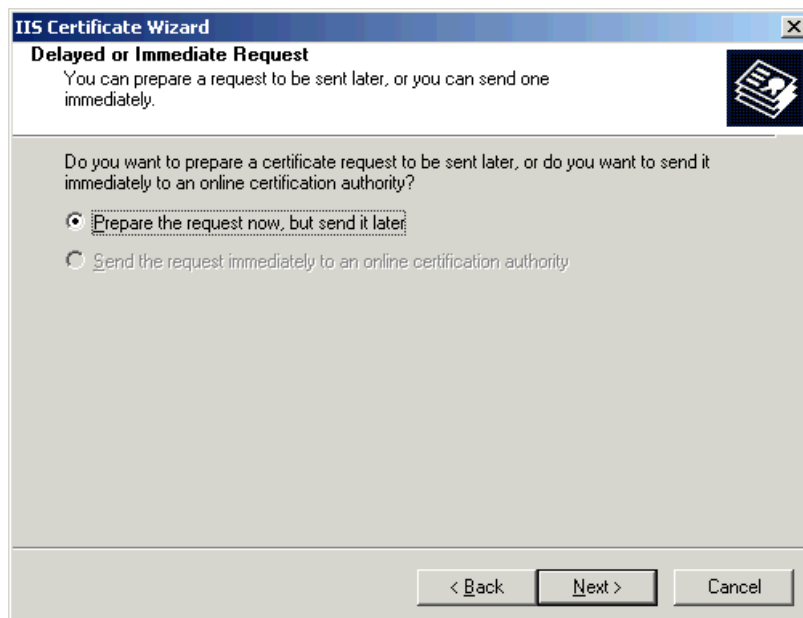 IIS Certificate Wizard
Delayed or Immediate Request
You can prepare a request to be sent later, or you can send one
immediately.
Do you want to prepare a certificate request to be sent later, or do you want to send it
immediately to an online certification authority?
Prepare the request now, but send it later
Send the request immediately to an online certification authority
< Back
Next >
Cancel